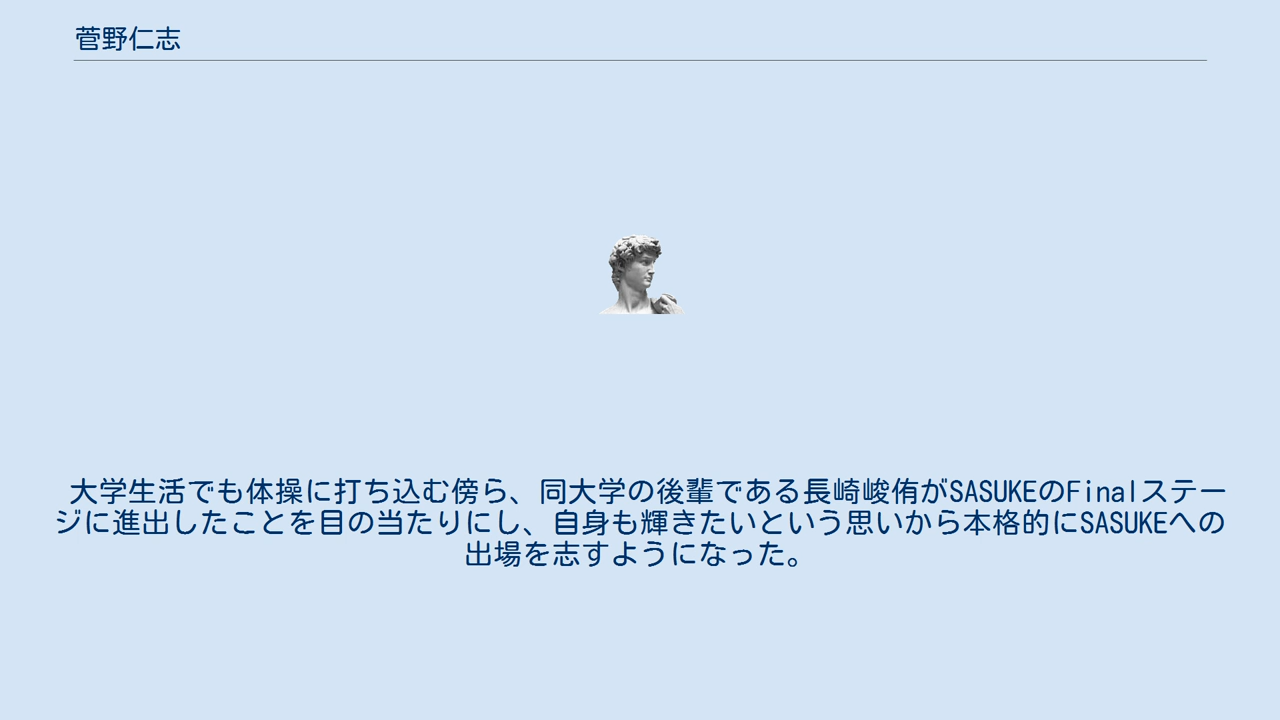 菅野仁志
大学生活でも体操に打ち込む傍ら、同大学の後輩である長崎峻侑がSASUKEのFinalステー
ジに進出したことを目の当たりにし、自身も輝きたいという思いから本格的にSASUKEへの
出場を志すようになった。